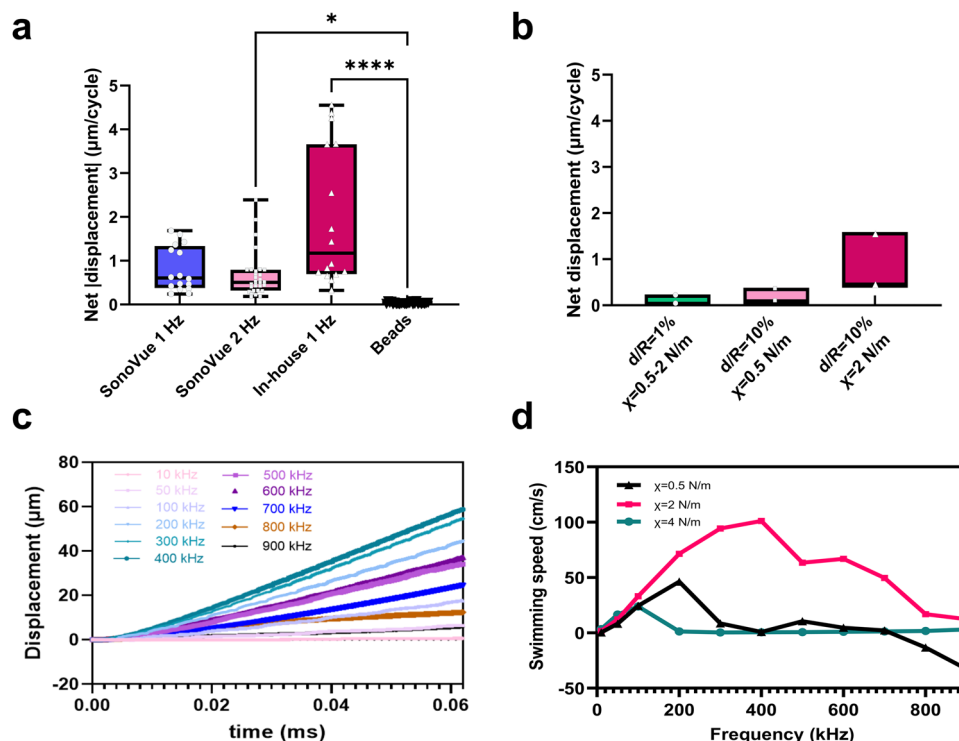 a
*
****
Net |displacement| (µm/cycle)
5
4
3
2
1
0
SonoVue 1 Hz
SonoVue 2 Hz
In-house 1 Hz
Beads
b
Net displacement (µm/cycle)
5
4
3
2
1
0
d/R=1%
χ=0.5-2 N/m
d/R=10%
χ=0.5 N/m
d/R=10%
χ=2 N/m
c
Displacement (µm)
80
60
40
20
0
-20
10 kHz
50 kHz
100 kHz
200 kHz
300 kHz
400 kHz
500 kHz
600 kHz
700 kHz
800 kHz
900 kHz
0.00 0.02 0.04 0.06
time (ms)
d
Swimming speed (cm/s)
150
100
50
0
-50
χ=0.5 N/m
χ=2 N/m
χ=4 N/m
0 200 400 600 800
Frequency (kHz)